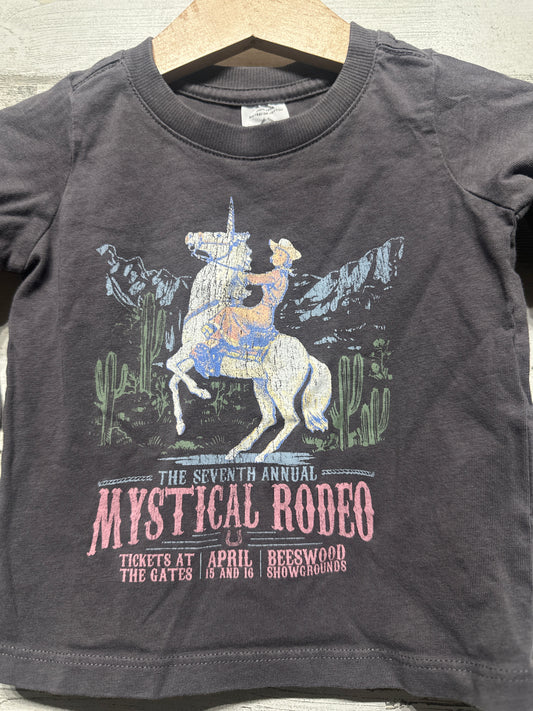 THE SEVENTH ANNUAL
MYSTICAL RODEO
TICKETS AT THE GATES | APRIL 15 AND 16 | BEESWOOD SHOWGROUNDS